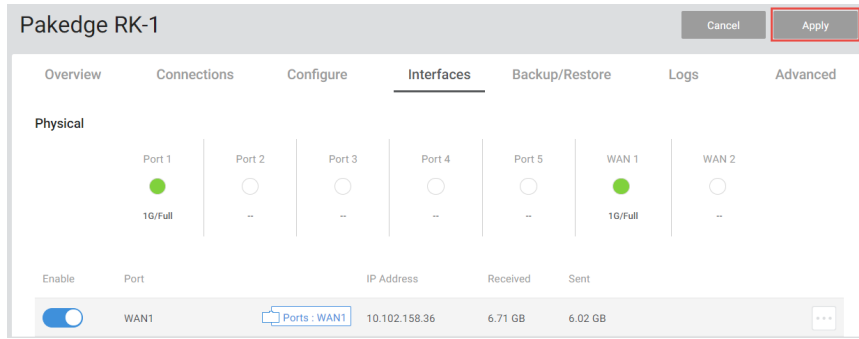 Pakedge RK-1
Cancel
Apply
Overview Connections Configure Interfaces Backup/Restore Logs Advanced
Physical
Port 1 Port 2 Port 3 Port 4 Port 5 WAN 1 WAN 2
1G/Full -- -- -- -- 1G/Full --
Enable Port IP Address Received Sent
WAN1 Ports : WAN1 10.102.158.36 6.71 GB 6.02 GB